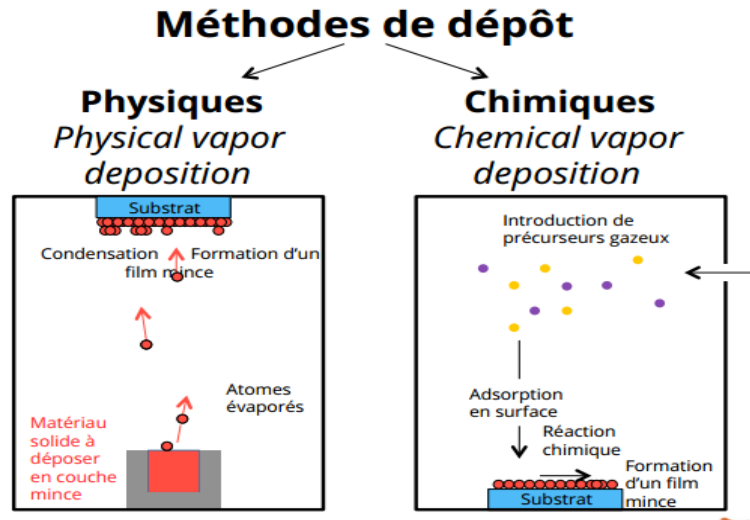 Méthodes de dépôt
Physiques
Physical vapor
deposition
Substrat
Condensation
Formation d'un
film mince
Atomes
évaporés
Matériau
solide à
déposer
en couche
mince
Chimiques
Chemical vapor
deposition
Introduction de
précurseurs gazeux
Adsorption
en surface
Réaction
chimique
Formation
d'un film
mince
Substrat